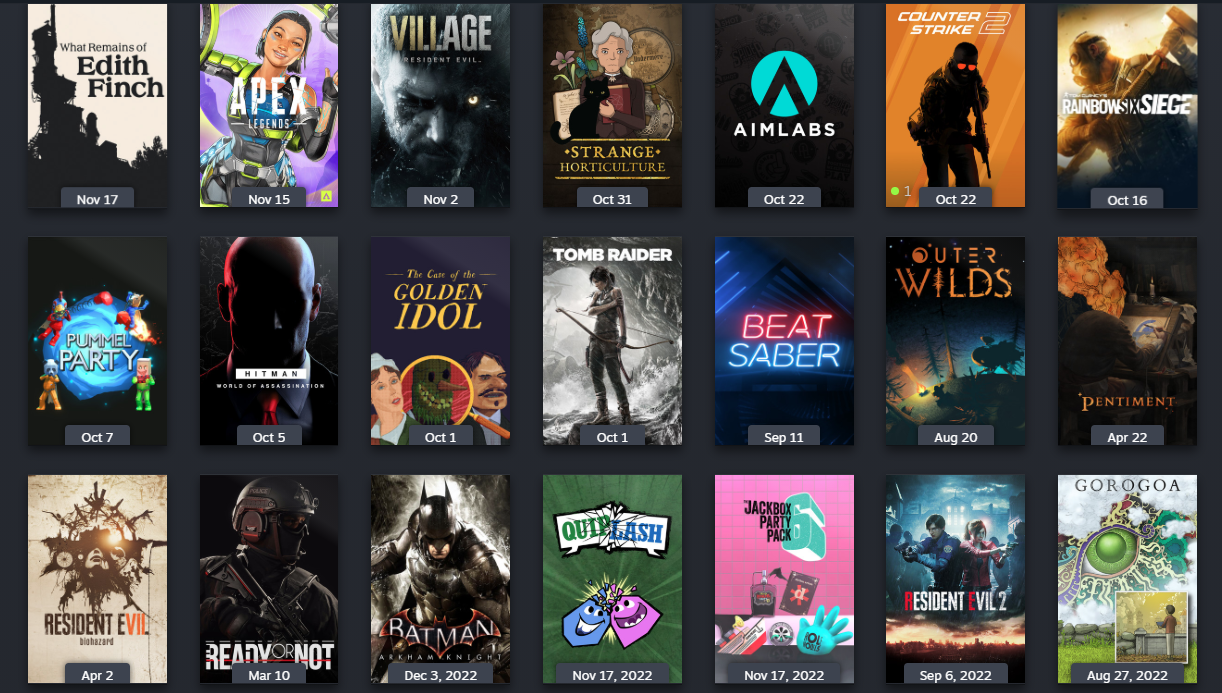 What Remains of
Edith
Finch
Nov 17
APEX
LEGENDS
Nov 15
VILLAGE
RESIDENT EVIL
Nov 2
STRANGE
HORTICULTURE
Oct 31
AIMLABS
Oct 22
COUNTER
STRIKE 2
1
Oct 22
TOM CLANCY'S
RAINBOW SIX SIEGE
Oct 16
PUMMEL
PARTY
Oct 7
HITMAN
WORLD OF ASSASSINATION
Oct 5
The Case of the
GOLDEN
IDOL
Oct 1
TOMB RAIDER
Oct 1
BEAT
SABER
Sep 11
OUTER
WILDS
Aug 20
PENTIMENT
Apr 22
RESIDENT EVIL
biohazard
Apr 2
POLICE
READY OR NOT
Mar 10
BATMAN
ARKHAM KNIGHT
Dec 3, 2022
QUIPLASH
Nov 17, 2022
THE
JACKBOX
PARTY
PACK
6
Nov 17, 2022
RESIDENT EVIL 2
Sep 6, 2022
GOROGOA
Aug 27, 2022